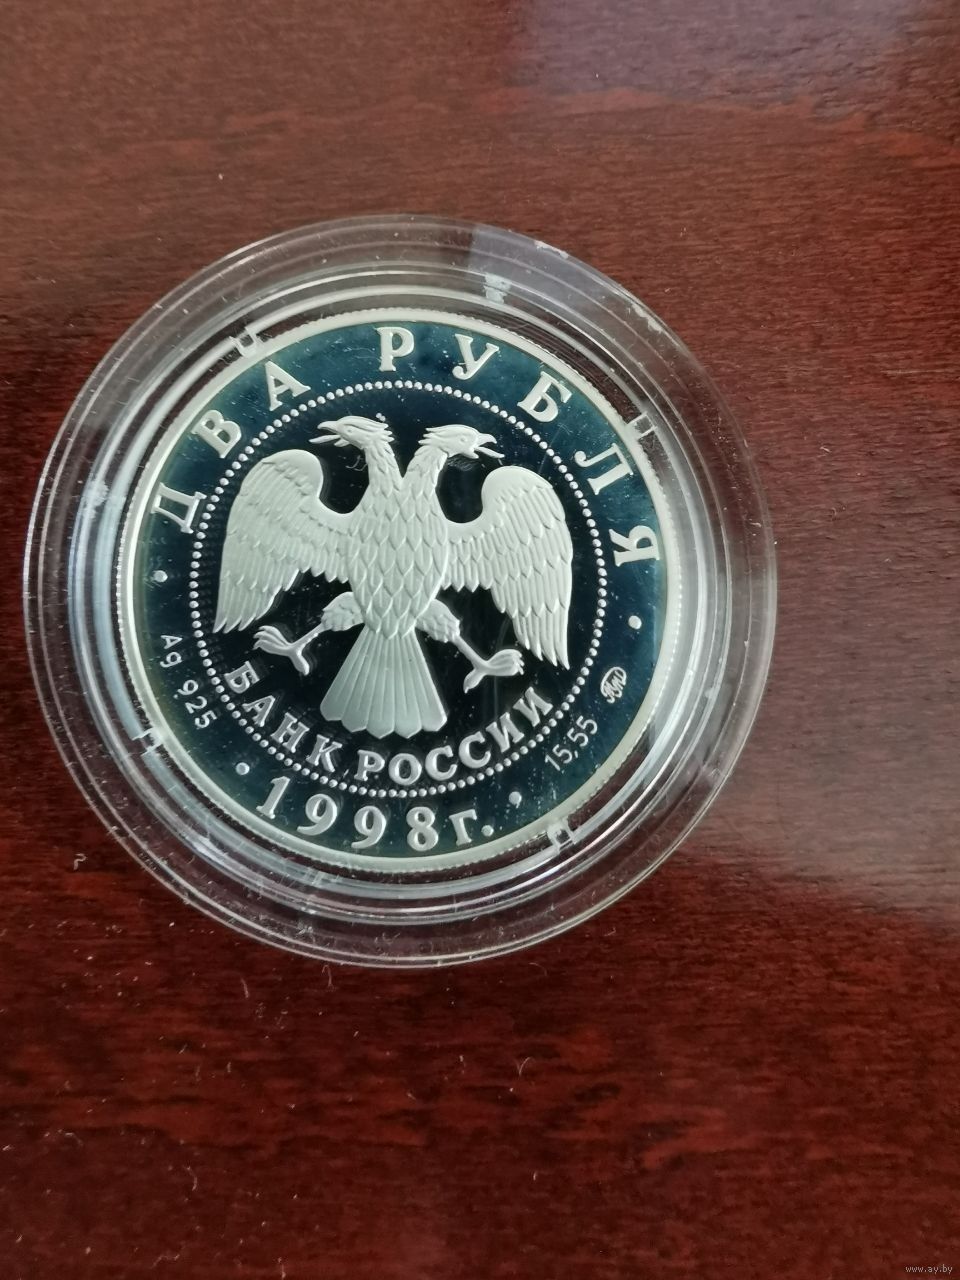 ДВА РУБЛЯ
БАНК РОССИИ
Ag 925
15,55
1998г.
www.ay.by